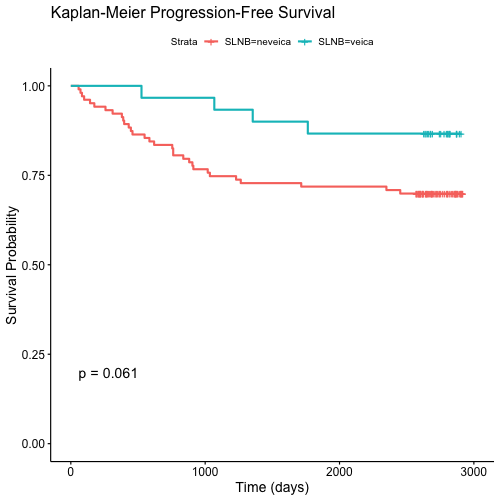 Kaplan-Meier Progression-Free Survival
Strata SLNB=neveica SLNB=veica
1.00
0.75
0.50
0.25
0.00
Survival Probability
p = 0.061
0 1000 2000 3000
Time (days)